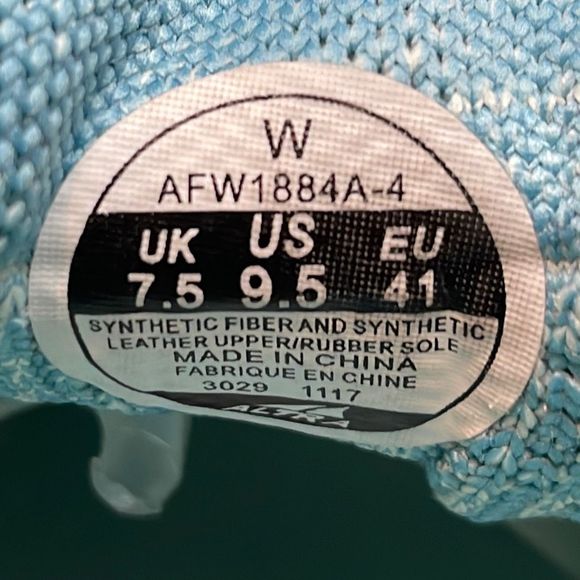 W
AFW1884A-4
UK US EU
7.5 9.5 41
SYNTHETIC FIBER AND SYNTHETIC
LEATHER UPPER/RUBBER SOLE
MADE IN CHINA
FABRIQUE EN CHINE
3029 1117
ALTRA